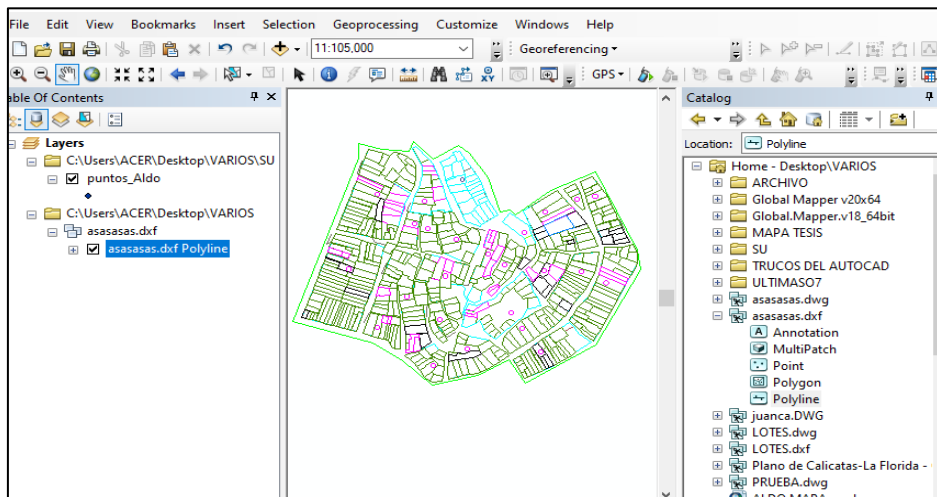 File Edit View Bookmarks Insert Selection Geoprocessing Customize Windows Help
11:105,000 Georeferencing
GPS
able Of Contents
Layers
C:\Users\ACER\Desktop\VARIOS\SU
puntos_Aldo
C:\Users\ACER\Desktop\VARIOS
asasasas.dxf
asasasas.dxf Polyline
Catalog
Location: Polyline
Home - Desktop\VARIOS
ARCHIVO
Global Mapper v20x64
Global.Mapper.v18_64bit
MAPA TESIS
SU
TRUCOS DEL AUTOCAD
ULTIMASO7
asasasas.dwg
asasasas.dxf
A Annotation
MultiPatch
Point
Polygon
Polyline
juanca.DWG
LOTES.dwg
LOTES.dxf
Plano de Calicatas-La Florida -
PRUEBA.dwg